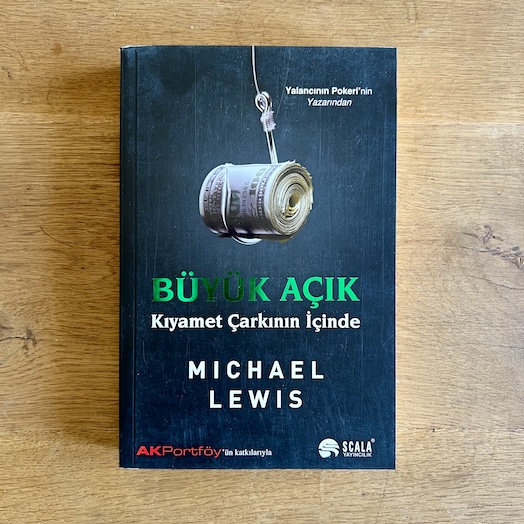 Yalancının Pokeri'nin
Yazarından
BÜYÜK AÇIK
Kıyamet Çarkının İçinde
MICHAEL
LEWIS
AKPortföy'ün katkılarıyla
SCALA
YAYINCILIK